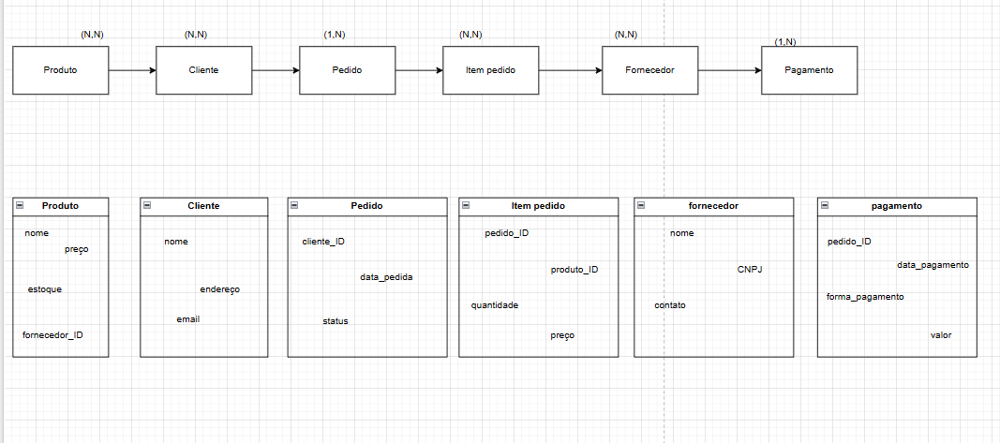 (N,N) (N,N) (1,N) (N,N) (N,N) (1,N)
Produto Cliente Pedido Item pedido Fornecedor Pagamento
Produto
nome
preço
estoque
fornecedor_ID
Cliente
nome
endereço
email
Pedido
cliente_ID
data_pedida
status
Item pedido
pedido_ID
produto_ID
quantidade
preço
fornecedor
nome
CNPJ
contato
pagamento
pedido_ID
data_pagamento
forma_pagamento
valor